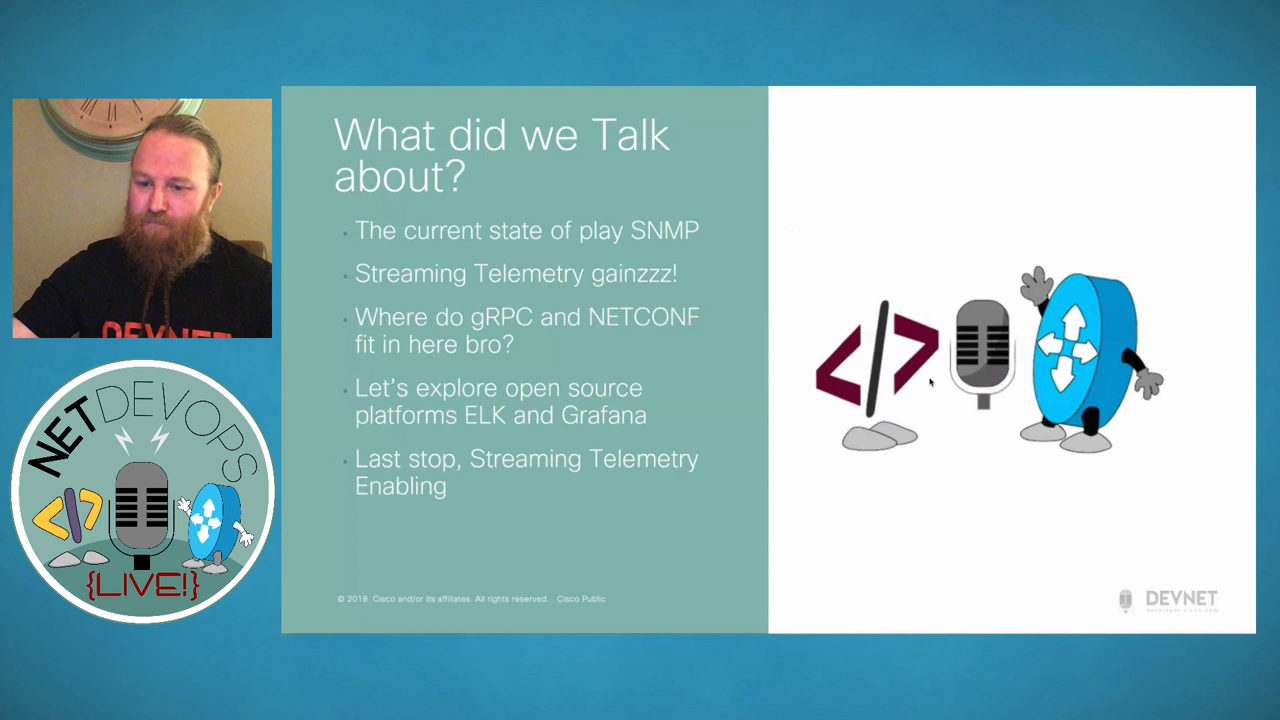 What did we Talk
about?
The current state of play SNMP
Streaming Telemetry gainzzz!
Where do gRPC and NETCONF
fit in here bro?
Let's explore open source
platforms ELK and Grafana
Last stop, Streaming Telemetry
Enabling
© 2018 Cisco and/or its affiliates. All rights reserved. Cisco Public
DEVNET
DEVNET
NETDEVOPS
</>
</>
{LIVE!}